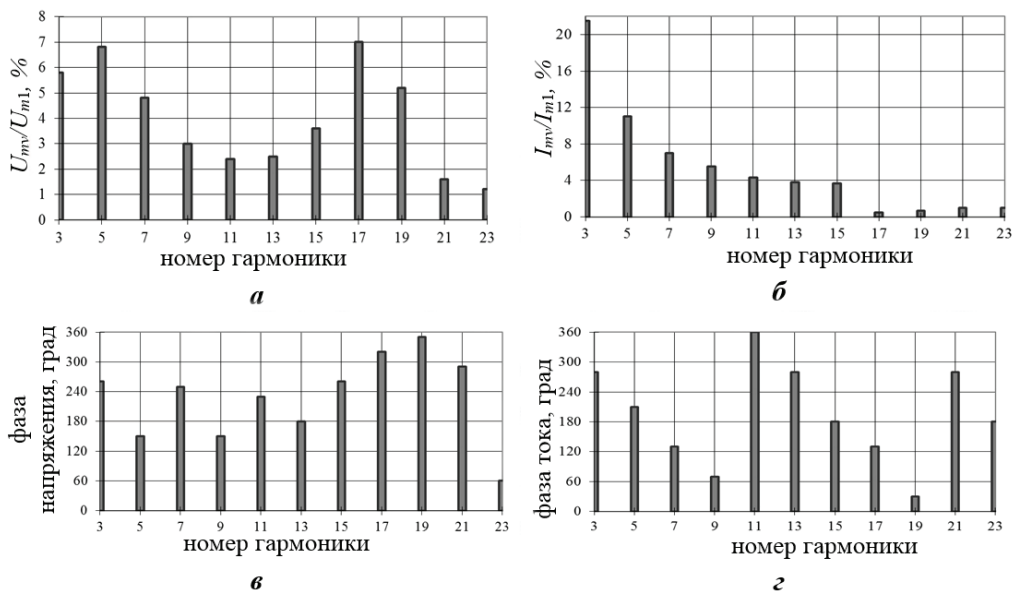 8
7
6
5
4
3
2
1
0
U_mν/U_m1, %
3 5 7 9 11 13 15 17 19 21 23
номер гармоники
а
20
16
12
8
4
0
I_mν/I_m1, %
3 5 7 9 11 13 15 17 19 21 23
номер гармоники
б
360
300
240
180
120
60
0
фаза
напряжения, град
3 5 7 9 11 13 15 17 19 21 23
номер гармоники
в
360
300
240
180
120
60
0
фаза тока, град
3 5 7 9 11 13 15 17 19 21 23
номер гармоники
г